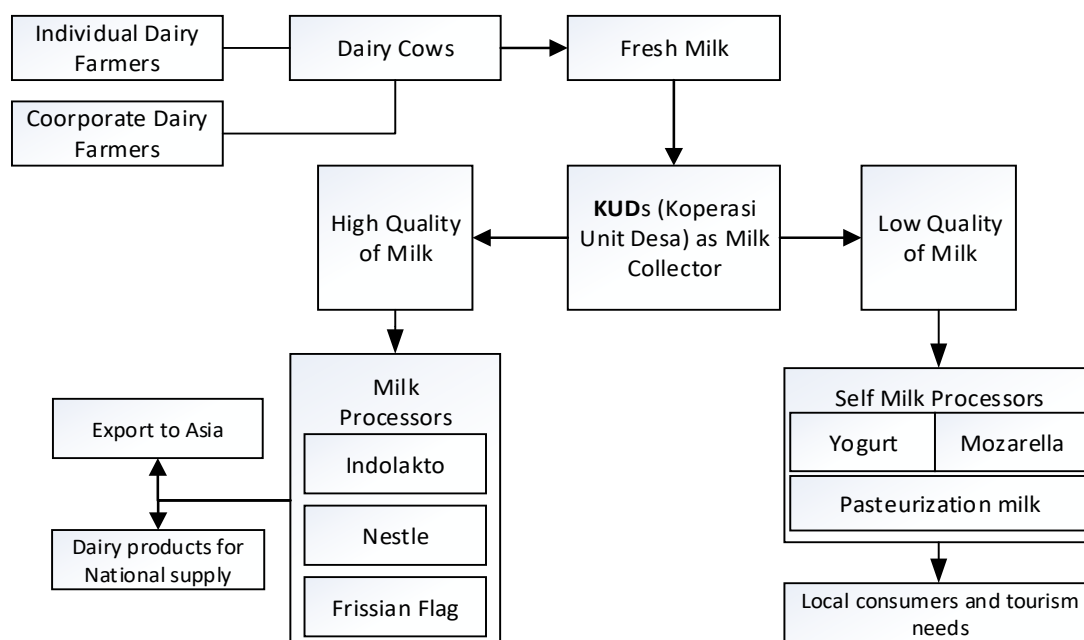 Individual Dairy
Farmers
Dairy Cows
Fresh Milk
Coorporate Dairy
Farmers
High Quality
of Milk
KUDs (Koperasi
Unit Desa) as Milk
Collector
Low Quality
of Milk
Milk
Processors
Indolakto
Nestle
Frissian Flag
Export to Asia
Dairy products for
National supply
Self Milk Processors
Yogurt
Mozarella
Pasteurization milk
Local consumers and tourism
needs